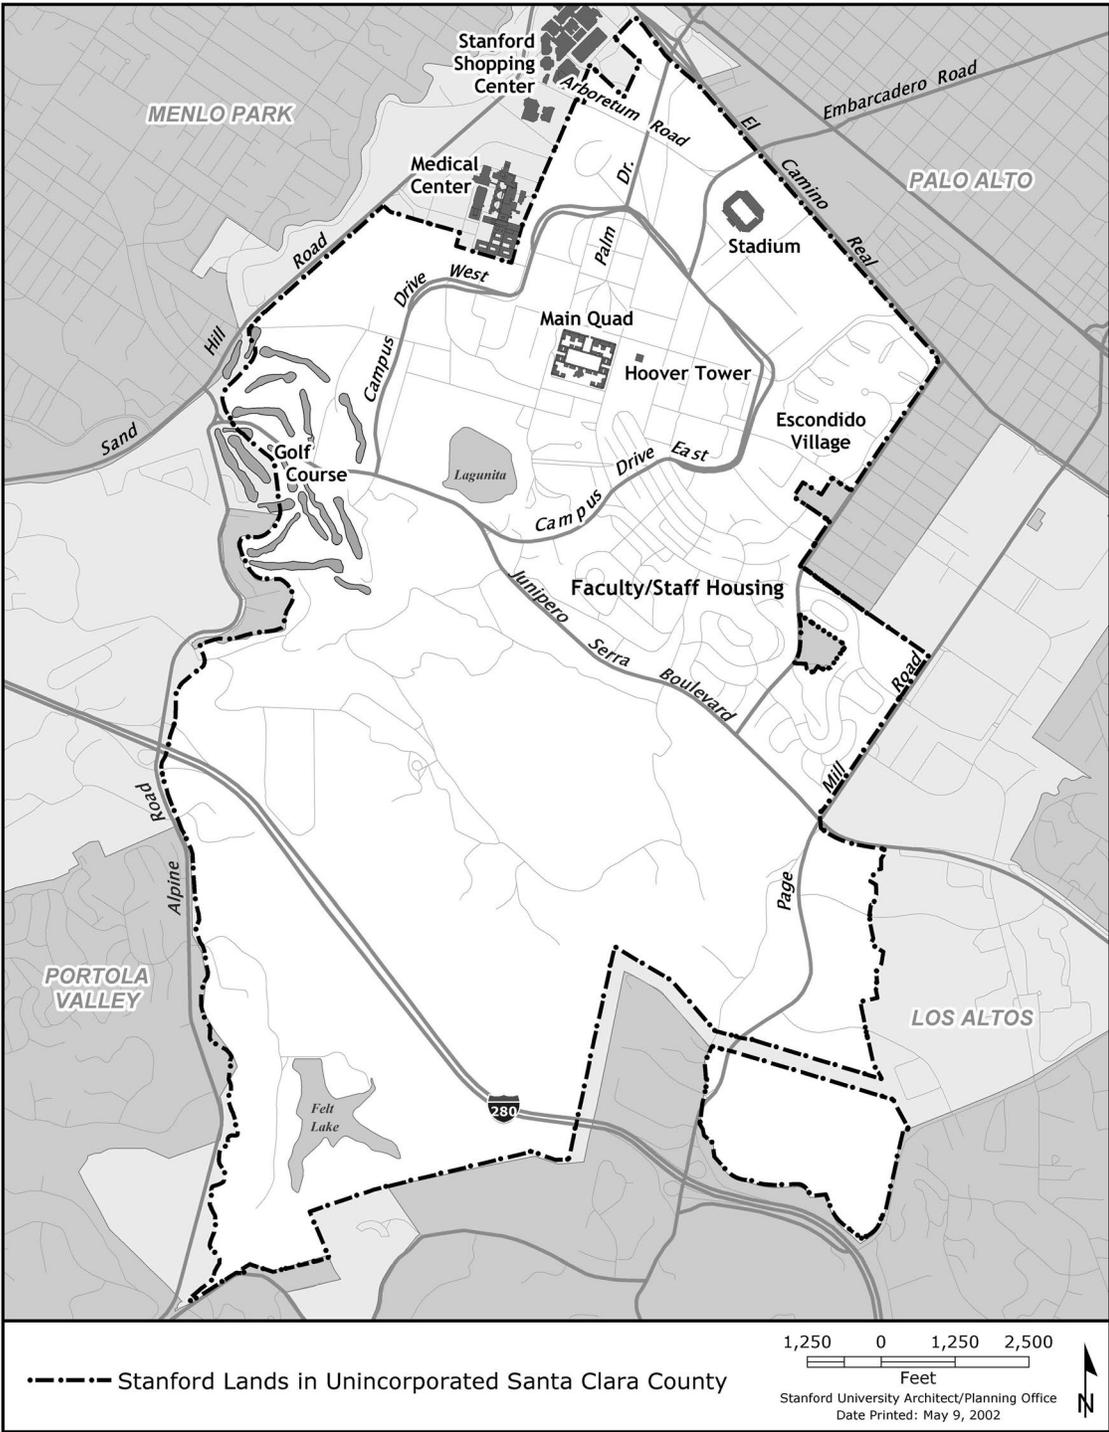 Stanford
Shopping
Center
MENLO PARK
Arboretum Road
Embarcadero Road
El Camino Real
PALO ALTO
Medical
Center
Palm Dr.
Stadium
Sand Hill Road
Campus Drive West
Main Quad
Hoover Tower
Escondido
Village
Golf
Course
Lagunita
Campus Drive East
Junipero Serra Boulevard
Faculty/Staff Housing
Page Mill Road
Alpine Road
PORTOLA
VALLEY
LOS ALTOS
Felt
Lake
280
Stanford Lands in Unincorporated Santa Clara County
1,250 0 1,250 2,500
Feet
Stanford University Architect/Planning Office
Date Printed: May 9, 2002
N